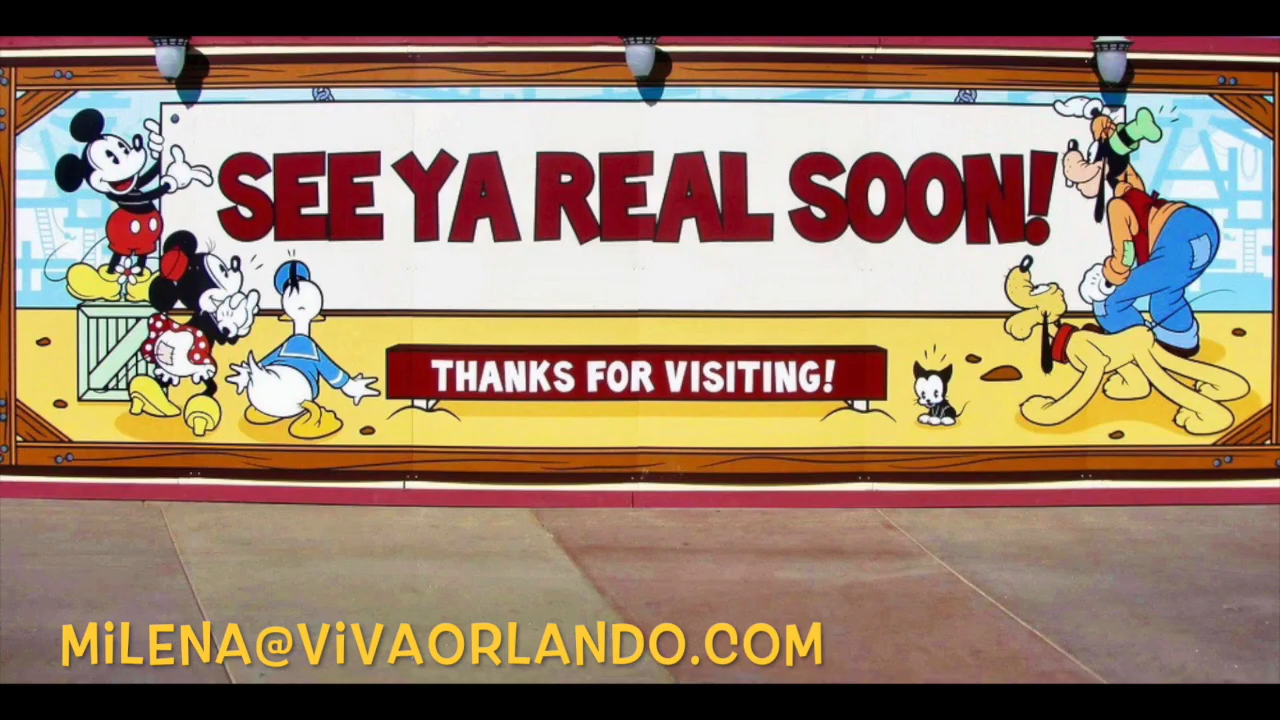 SEE YA REAL SOON!
THANKS FOR VISITING!
MiLENA@ViVAORLANDO.COM